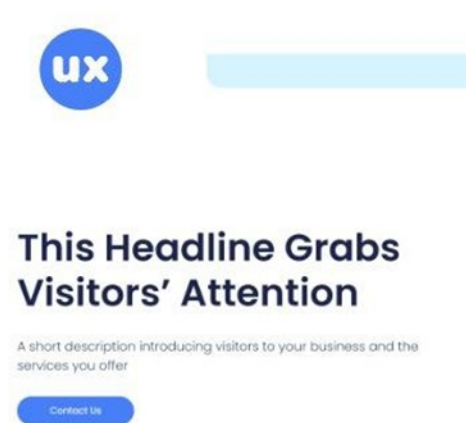 ux
This Headline Grabs
Visitors’ Attention
A short description introducing visitors to your business and the
services you offer
Contact Us